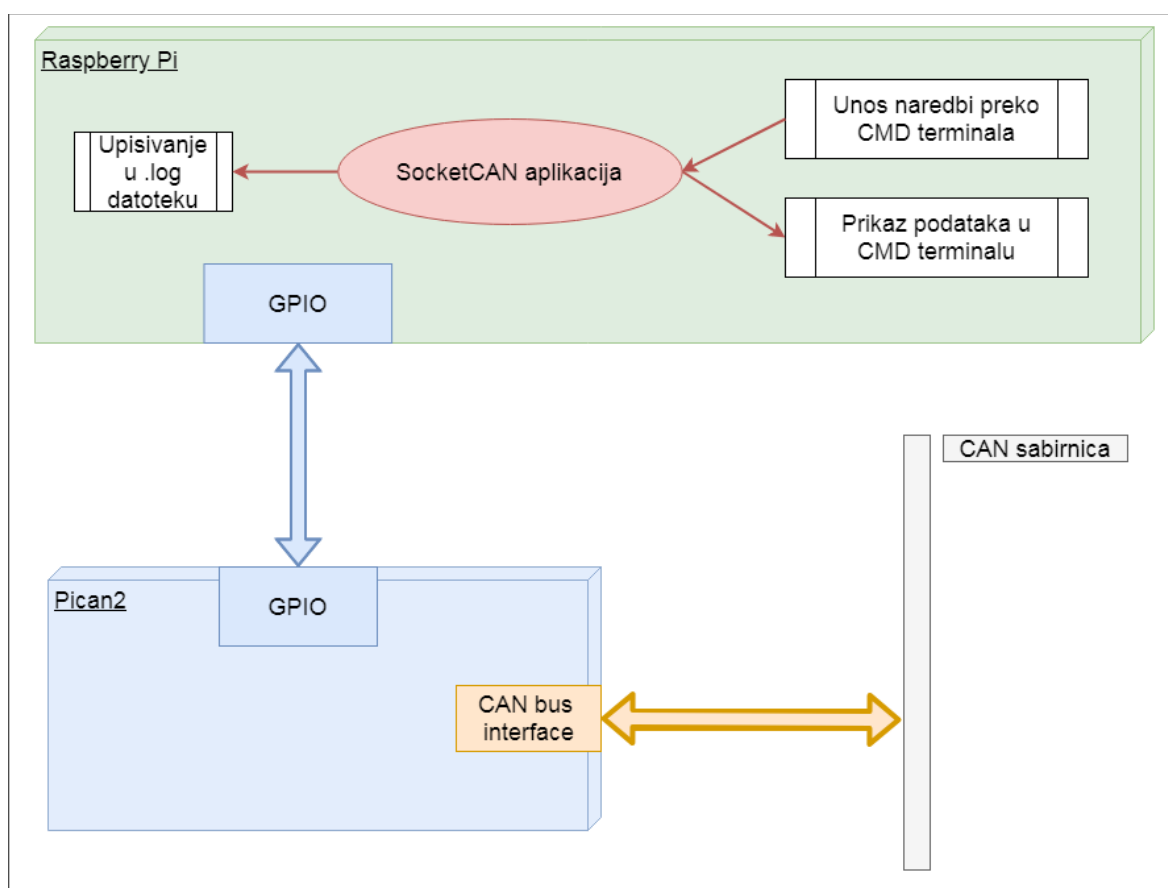 Raspberry Pi
Upisivanje
u .log
datoteku
SocketCAN aplikacija
Unos naredbi preko
CMD terminala
Prikaz podataka u
CMD terminalu
GPIO
CAN sabirnica
Pican2
GPIO
CAN bus
interface